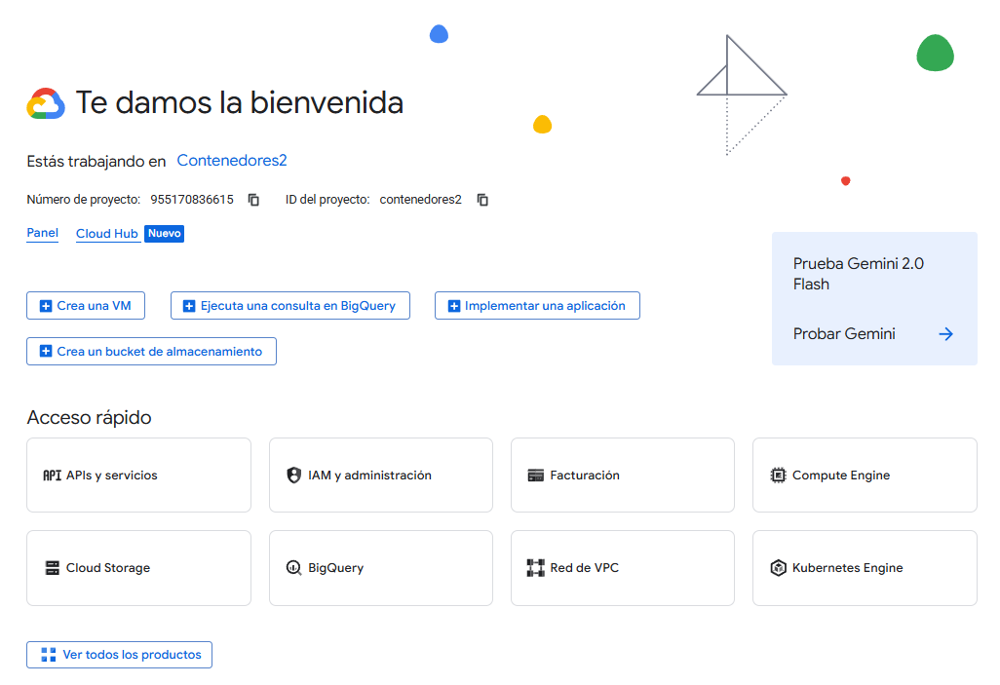 Te damos la bienvenida
Estás trabajando en Contenedores2
Número de proyecto: 955170836615 ID del proyecto: contenedores2
Panel Cloud Hub Nuevo
Prueba Gemini 2.0
Flash
Probar Gemini
Crea una VM Ejecuta una consulta en BigQuery Implementar una aplicación
Crea un bucket de almacenamiento
Acceso rápido
API APIs y servicios IAM y administración Facturación Compute Engine
Cloud Storage BigQuery Red de VPC Kubernetes Engine
Ver todos los productos